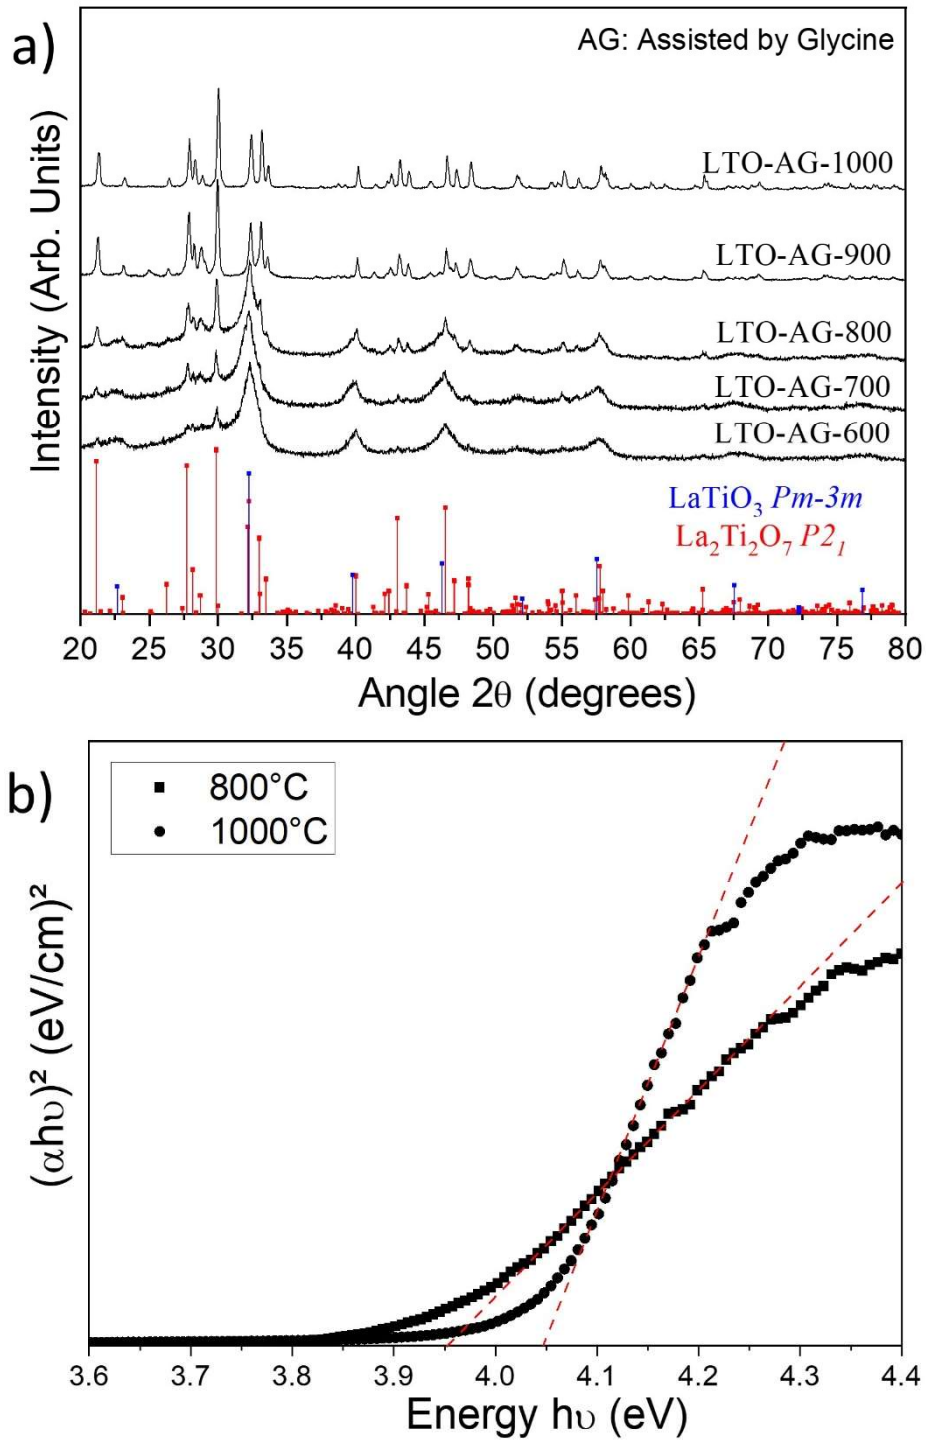 a)
AG: Assisted by Glycine
Intensity (Arb. Units)
LTO-AG-1000
LTO-AG-900
LTO-AG-800
LTO-AG-700
LTO-AG-600
LaTiO₃ Pm-3m
La₂Ti₂O₇ P2₁
20 25 30 35 40 45 50 55 60 65 70 75 80
Angle 2θ (degrees)
b)
800°C
1000°C
(αhυ)² (eV/cm)²
3.6 3.7 3.8 3.9 4.0 4.1 4.2 4.3 4.4
Energy hυ (eV)